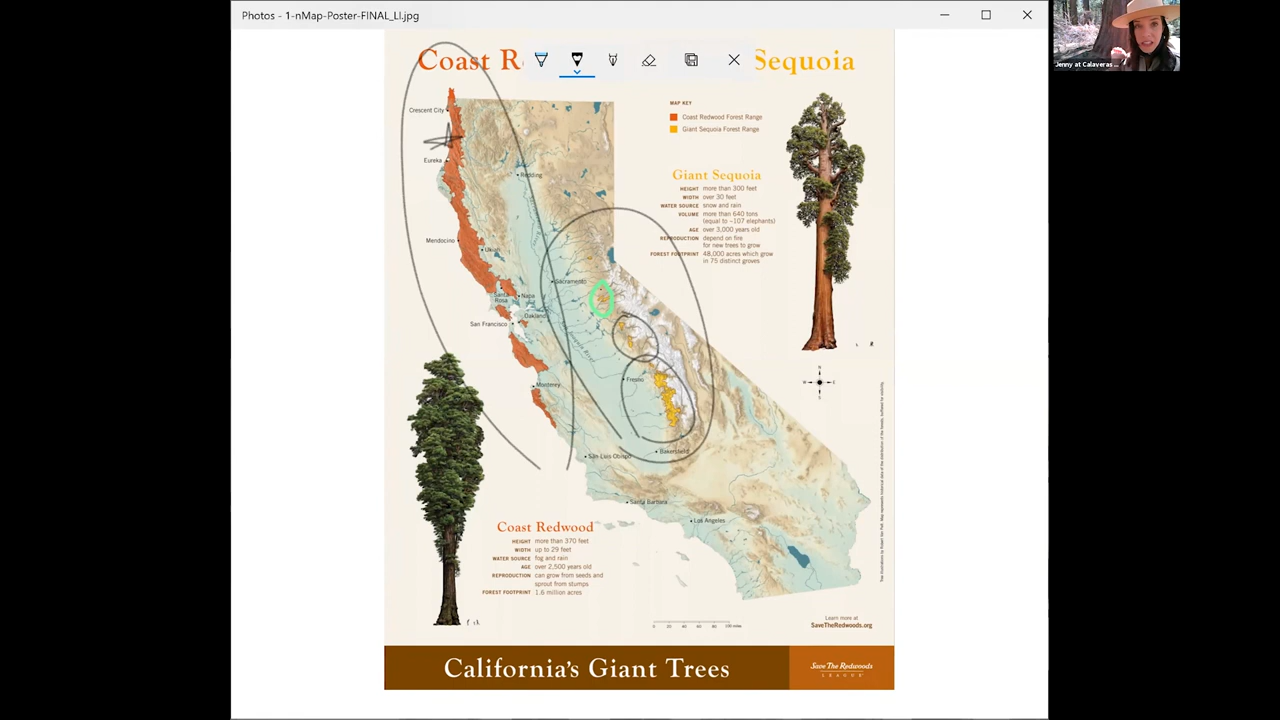 Photos - 1-nMap-Poster-FINAL_LI.jpg
Jenny at Calaveras ...
Coast R
Sequoia
MAP KEY
Coast Redwood Forest Range
Giant Sequoia Forest Range
Crescent City
Eureka
Redding
Mendocino
Ukiah
Sacramento
Santa Rosa
Napa
Oakland
San Francisco
Monterey
Fresno
San Luis Obispo
Bakersfield
Santa Barbara
Los Angeles
Giant Sequoia
HEIGHT more than 300 feet
WIDTH over 30 feet
WATER SOURCE snow and rain
VOLUME more than 640 tons
(equal to ~107 elephants)
AGE over 3,000 years old
REPRODUCTION depend on fire
for new trees to grow
FOREST FOOTPRINT 48,000 acres which grow
in 75 distinct groves
N
W
E
S
Coast Redwood
HEIGHT more than 370 feet
WIDTH up to 29 feet
WATER SOURCE fog and rain
AGE over 2,500 years old
REPRODUCTION can grow from seeds and
sprout from stumps
FOREST FOOTPRINT 1.6 million acres
0 20 40 60 80 100 miles
Learn more at
SaveTheRedwoods.org
California's Giant Trees
Save The Redwoods
LEAGUE